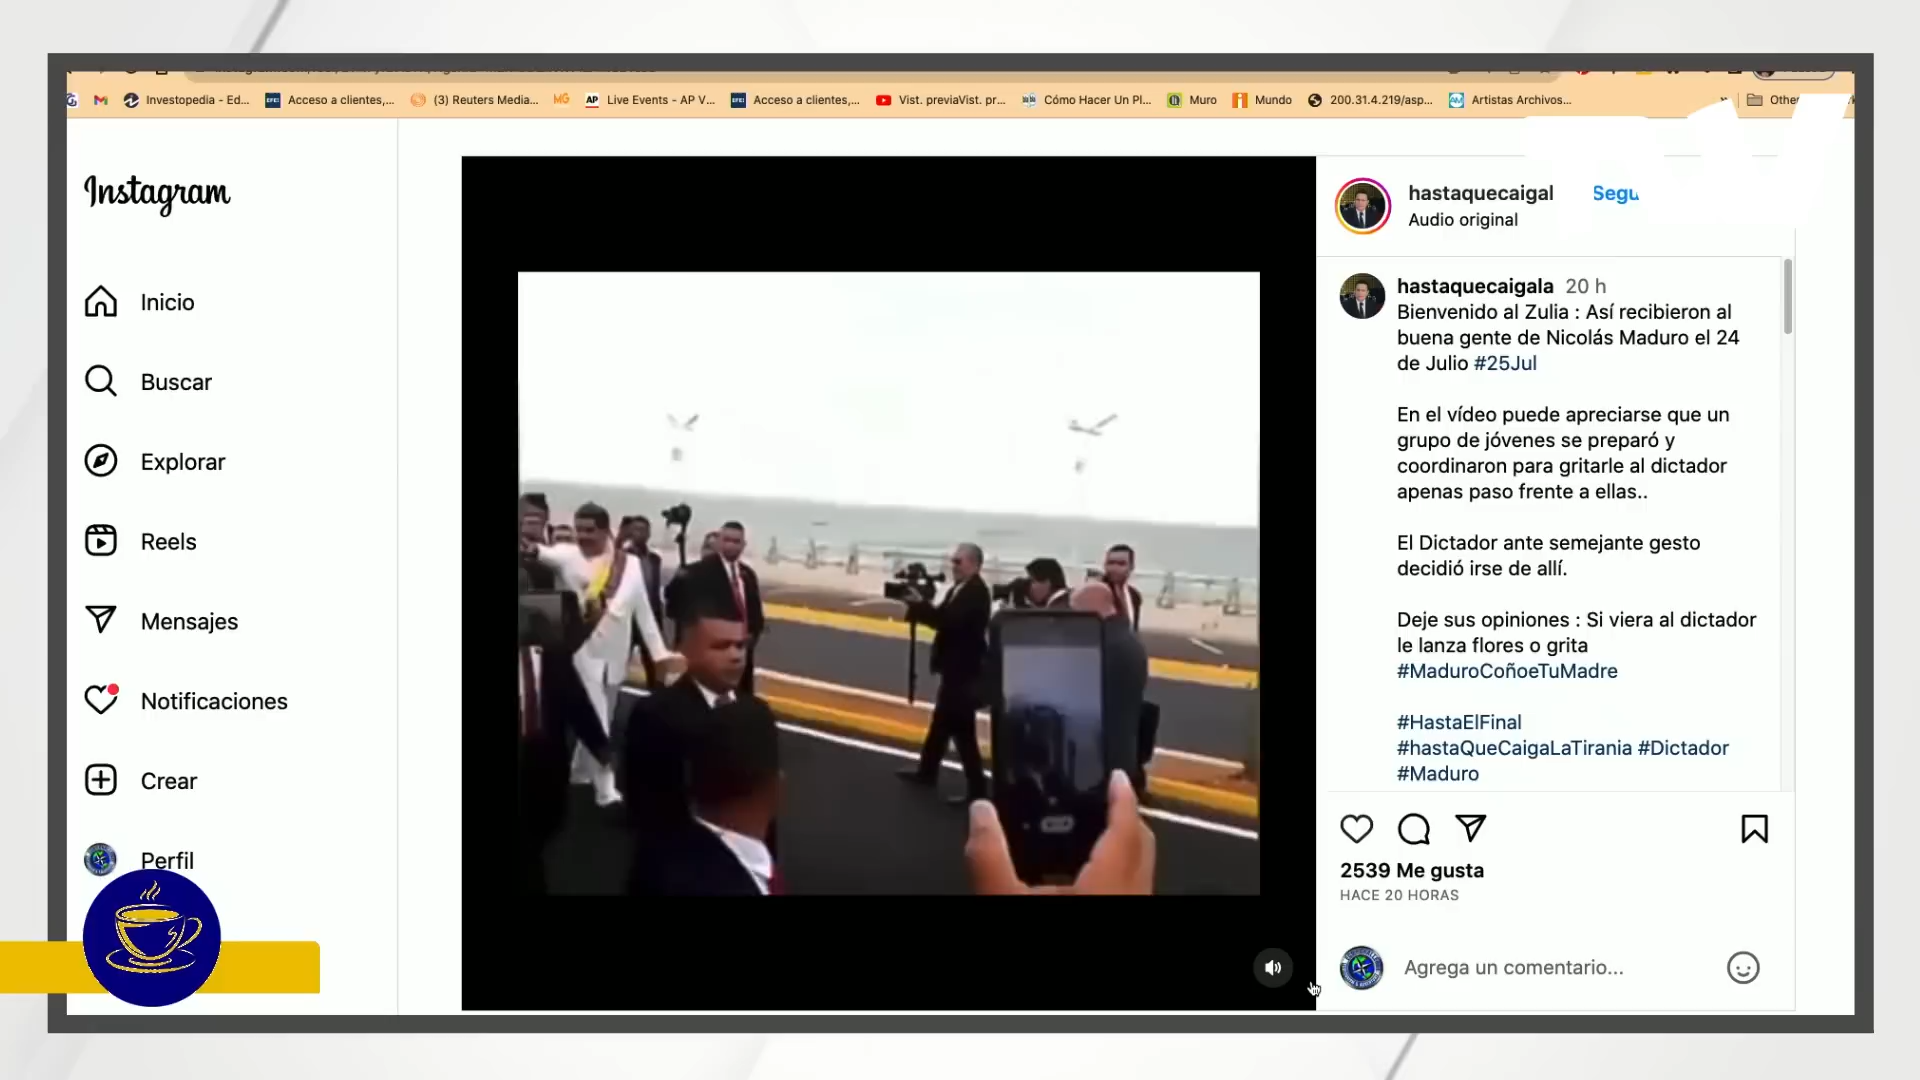 Investopedia - Ed...
Acceso a clientes,...
(3) Reuters Media...
MG
AP
Live Events - AP V...
Acceso a clientes,...
Vist. previaVist. pr...
Cómo Hacer Un Pl...
Muro
Mundo
200.31.4.219/asp...
Artistas Archivos...
»
Instagram
Inicio
Buscar
Explorar
Reels
Mensajes
Notificaciones
Crear
Perfil
hastaquecaigal
Segu
Audio original
hastaquecaigala 20 h
Bienvenido al Zulia : Así recibieron al
buena gente de Nicolás Maduro el 24
de Julio #25Jul
En el vídeo puede apreciarse que un
grupo de jóvenes se preparó y
coordinaron para gritarle al dictador
apenas paso frente a ellas..
El Dictador ante semejante gesto
decidió irse de allí.
Deje sus opiniones : Si viera al dictador
le lanza flores o grita
#MaduroCoñoeTuMadre
#HastaElFinal
#hastaQueCaigaLaTirania #Dictador
#Maduro
2539 Me gusta
HACE 20 HORAS
Agrega un comentario...